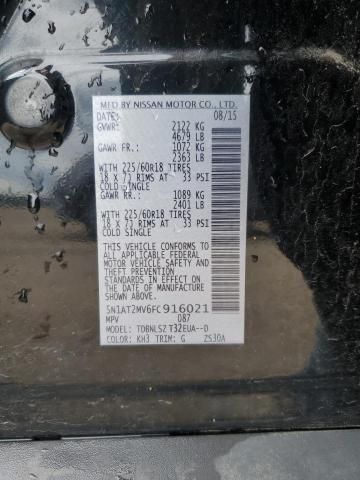 MFD BY NISSAN MOTOR CO., LTD.
DATE: 08/15
GVWR: 2122 KG
4679 LB
GAWR FR.: 1072 KG
2363 LB
WITH 225/60R18 TIRES
18 X 7J RIMS AT 33 PSI
COLD SINGLE
GAWR RR.: 1089 KG
2401 LB
WITH 225/60R18 TIRES
18 X 7J RIMS AT 33 PSI
COLD SINGLE
THIS VEHICLE CONFORMS TO
ALL APPLICABLE FEDERAL
MOTOR VEHICLE SAFETY
AND THEFT PREVENTION
STANDARDS IN EFFECT ON
THE DATE OF MANUFACTURE
SHOWN ABOVE.
5N1AT2MV6FC916021
MPV 087
MODEL: TDBNLSZ T32EUA--D
COLOR: KH3 TRIM: G ZS30A